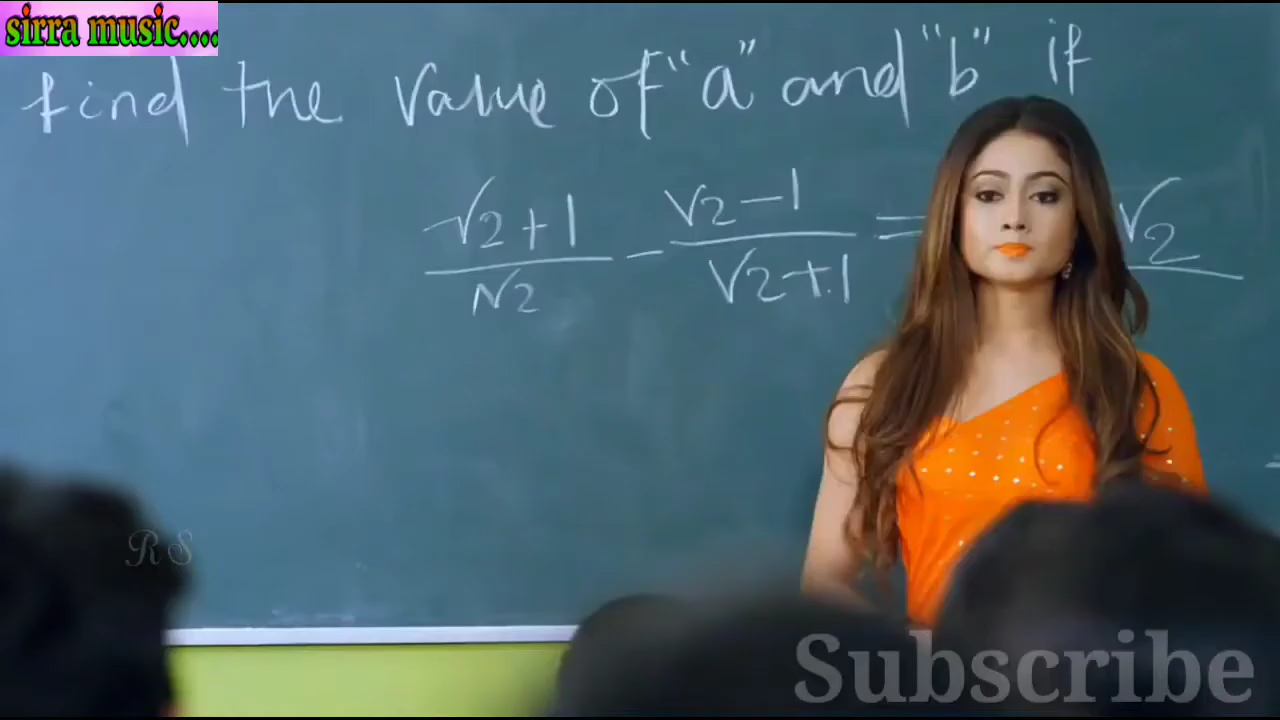 sirra music....
find the value of "a" and "b" if
√2+1 / √2 - √2-1 / √2+1 = √2
RS
Subscribe